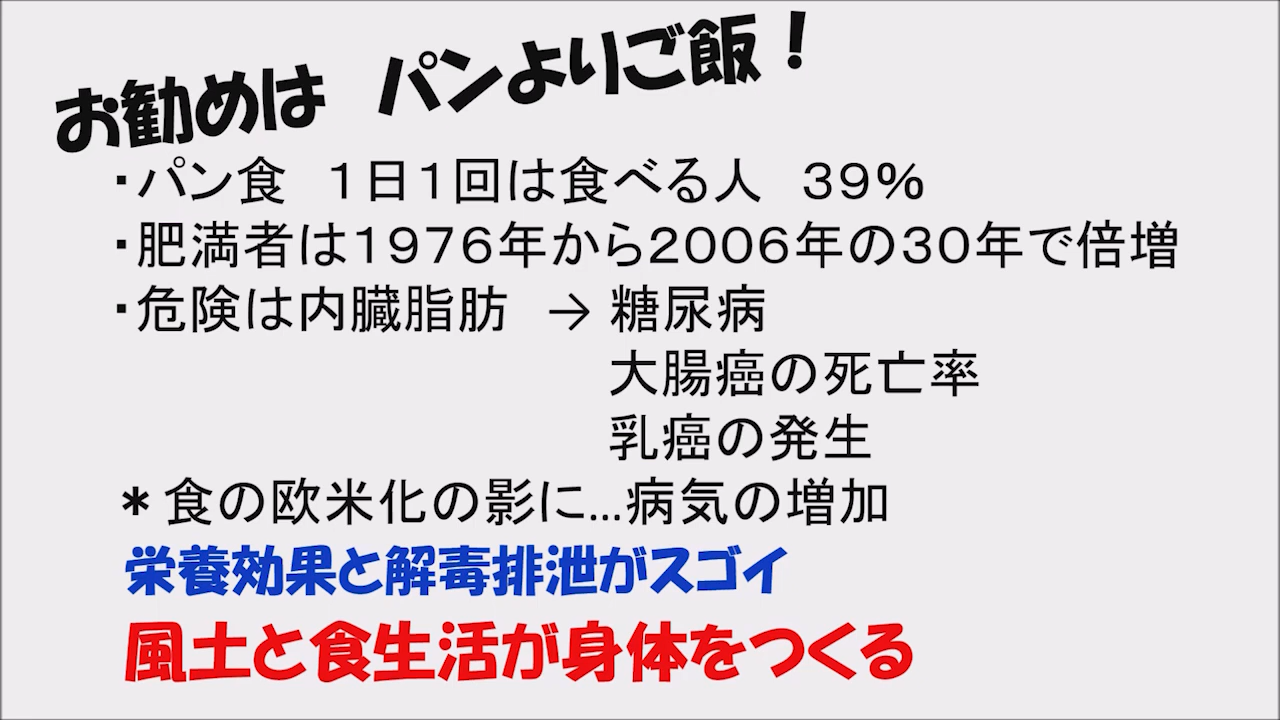 お勧めは　パンよりご飯！
・パン食　１日１回は食べる人　３９％
・肥満者は１９７６年から２００６年の３０年で倍増
・危険は内臓脂肪　→ 糖尿病
大腸癌の死亡率
乳癌の発生
＊食の欧米化の影に…病気の増加
栄養効果と解毒排泄がスゴイ
風土と食生活が身体をつくる